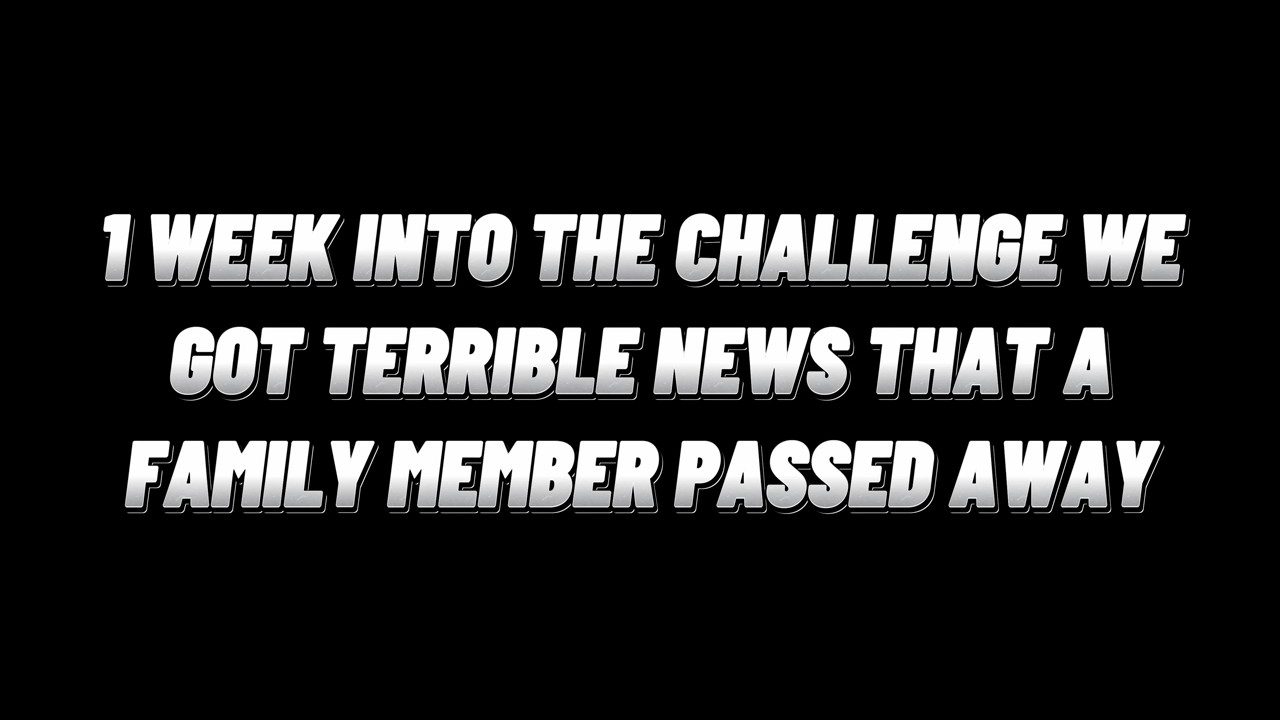 1 WEEK INTO THE CHALLENGE WE
GOT TERRIBLE NEWS THAT A
FAMILY MEMBER PASSED AWAY